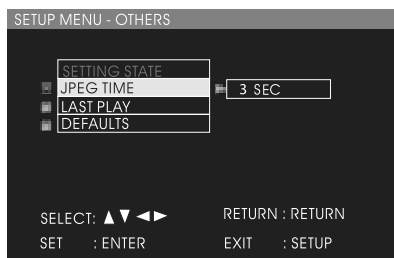 SETUP MENU - OTHERS
SETTING STATE
JPEG TIME
3 SEC
LAST PLAY
DEFAULTS
SELECT: ▲▼◄► RETURN : RETURN
SET : ENTER EXIT : SETUP